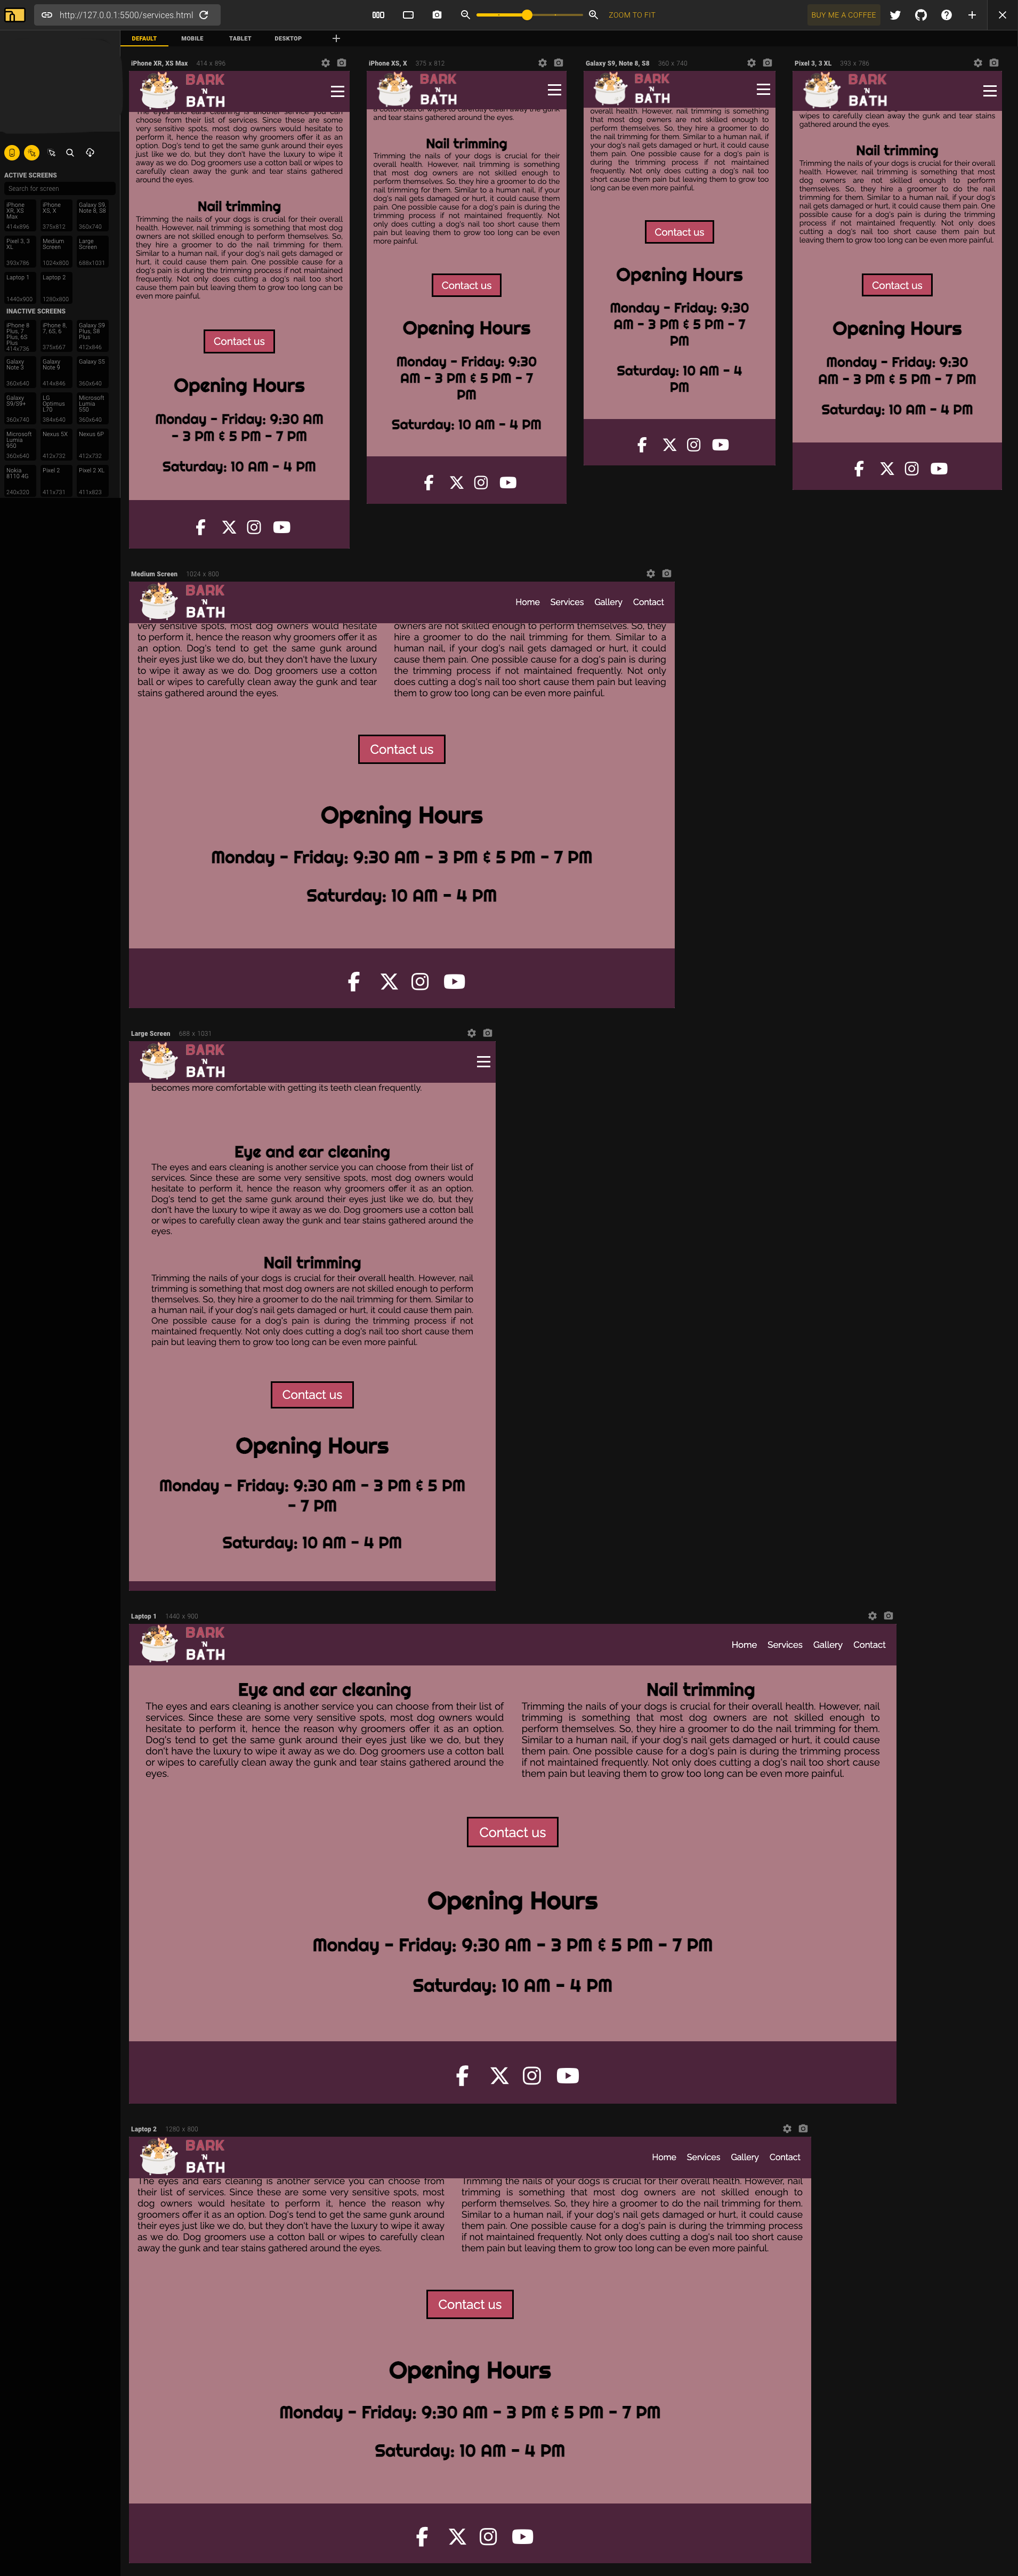 http://127.0.0.1:5500/services.html
ZOOM TO FIT
BUY ME A COFFEE
DEFAULT
MOBILE
TABLET
DESKTOP
ACTIVE SCREENS
Search for screen
iPhone XR, XS Max
414x896
iPhone XS, X
375x812
Galaxy S9, Note 8, S8
360x740
Pixel 3, 3 XL
393x786
Medium Screen
1024x800
Large Screen
688x1031
Laptop 1
1440x900
Laptop 2
1280x800
INACTIVE SCREENS
iPhone 8 Plus, 7 Plus, 6S Plus
414x736
iPhone 8, 7, 6S, 6
375x667
Galaxy S9 Plus, S8 Plus
412x846
Galaxy Note 3
360x640
Galaxy Note 9
414x846
Galaxy S5
360x640
Galaxy S9/S9+
360x740
LG Optimus L70
384x640
Microsoft Lumia 550
360x640
Microsoft Lumia 950
360x640
Nexus 5X
412x732
Nexus 6P
412x732
Nokia 8110 4G
240x320
Pixel 2
411x731
Pixel 2 XL
411x823
iPhone XR, XS Max 414 x 896
BARK
'N
BATH
The eyes and ears cleaning is another service you can
choose from their list of services. Since these are some
very sensitive spots, most dog owners would hesitate to
perform it, hence the reason why groomers offer it as an
option. Dog's tend to get the same gunk around their eyes
just like we do, but they don't have the luxury to wipe it
away as we do. Dog groomers use a cotton ball or wipes to
carefully clean away the gunk and tear stains gathered
around the eyes.
Nail trimming
Trimming the nails of your dogs is crucial for their overall
health. However, nail trimming is something that most dog
owners are not skilled enough to perform themselves. So,
they hire a groomer to do the nail trimming for them.
Similar to a human nail, if your dog's nail gets damaged or
hurt, it could cause them pain. One possible cause for a
dog's pain is during the trimming process if not maintained
frequently. Not only does cutting a dog's nail too short
cause them pain but leaving them to grow too long can be
even more painful.
Contact us
Opening Hours
Monday - Friday: 9:30 AM
- 3 PM & 5 PM - 7 PM
Saturday: 10 AM - 4 PM
iPhone XS, X 375 x 812
BARK
'N
BATH
a cotton ball or wipes to carefully clean away the gunk
and tear stains gathered around the eyes.
Nail trimming
Trimming the nails of your dogs is crucial for their
overall health. However, nail trimming is something
that most dog owners are not skilled enough to
perform themselves. So, they hire a groomer to do the
nail trimming for them. Similar to a human nail, if your
dog's nail gets damaged or hurt, it could cause them
pain. One possible cause for a dog's pain is during the
trimming process if not maintained frequently. Not
only does cutting a dog's nail too short cause them
pain but leaving them to grow too long can be even
more painful.
Contact us
Opening Hours
Monday - Friday: 9:30
AM - 3 PM & 5 PM - 7
PM
Saturday: 10 AM - 4 PM
Galaxy S9, Note 8, S8 360 x 740
BARK
'N
BATH
overall health. However, nail trimming is something
that most dog owners are not skilled enough to
perform themselves. So, they hire a groomer to do the
nail trimming for them. Similar to a human nail, if
your dog's nail gets damaged or hurt, it could cause
them pain. One possible cause for a dog's pain is
during the trimming process if not maintained
frequently. Not only does cutting a dog's nail too short
cause them pain but leaving them to grow too long
can be even more painful.
Contact us
Opening Hours
Monday - Friday: 9:30
AM - 3 PM & 5 PM - 7
PM
Saturday: 10 AM - 4
PM
Pixel 3, 3 XL 393 x 786
BARK
'N
BATH
wipes to carefully clean away the gunk and tear stains
gathered around the eyes.
Nail trimming
Trimming the nails of your dogs is crucial for their overall
health. However, nail trimming is something that most
dog owners are not skilled enough to perform
themselves. So, they hire a groomer to do the nail
trimming for them. Similar to a human nail, if your dog's
nail gets damaged or hurt, it could cause them pain. One
possible cause for a dog's pain is during the trimming
process if not maintained frequently. Not only does
cutting a dog's nail too short cause them pain but
leaving them to grow too long can be even more painful.
Contact us
Opening Hours
Monday - Friday: 9:30
AM - 3 PM & 5 PM - 7 PM
Saturday: 10 AM - 4 PM
Medium Screen 1024 x 800
BARK
'N
BATH
Home Services Gallery Contact
very sensitive spots, most dog owners would hesitate
to perform it, hence the reason why groomers offer it as
an option. Dog's tend to get the same gunk around
their eyes just like we do, but they don't have the luxury
to wipe it away as we do. Dog groomers use a cotton
ball or wipes to carefully clean away the gunk and tear
stains gathered around the eyes.
owners are not skilled enough to perform themselves. So, they
hire a groomer to do the nail trimming for them. Similar to a
human nail, if your dog's nail gets damaged or hurt, it could
cause them pain. One possible cause for a dog's pain is during
the trimming process if not maintained frequently. Not only
does cutting a dog's nail too short cause them pain but leaving
them to grow too long can be even more painful.
Contact us
Opening Hours
Monday - Friday: 9:30 AM - 3 PM & 5 PM - 7 PM
Saturday: 10 AM - 4 PM
Large Screen 688 x 1031
BARK
'N
BATH
becomes more comfortable with getting its teeth clean frequently.
Eye and ear cleaning
The eyes and ears cleaning is another service you can choose from their list of
services. Since these are some very sensitive spots, most dog owners would
hesitate to perform it, hence the reason why groomers offer it as an option.
Dog's tend to get the same gunk around their eyes just like we do, but they
don't have the luxury to wipe it away as we do. Dog groomers use a cotton ball
or wipes to carefully clean away the gunk and tear stains gathered around the
eyes.
Nail trimming
Trimming the nails of your dogs is crucial for their overall health. However, nail
trimming is something that most dog owners are not skilled enough to perform
themselves. So, they hire a groomer to do the nail trimming for them. Similar to
a human nail, if your dog's nail gets damaged or hurt, it could cause them pain.
One possible cause for a dog's pain is during the trimming process if not
maintained frequently. Not only does cutting a dog's nail too short cause them
pain but leaving them to grow too long can be even more painful.
Contact us
Opening Hours
Monday - Friday: 9:30 AM - 3 PM & 5 PM
- 7 PM
Saturday: 10 AM - 4 PM
Laptop 1 1440 x 900
BARK
'N
BATH
Home Services Gallery Contact
Eye and ear cleaning
The eyes and ears cleaning is another service you can choose from their list of
services. Since these are some very sensitive spots, most dog owners would
hesitate to perform it, hence the reason why groomers offer it as an option.
Dog's tend to get the same gunk around their eyes just like we do, but they
don't have the luxury to wipe it away as we do. Dog groomers use a cotton ball
or wipes to carefully clean away the gunk and tear stains gathered around the
eyes.
Nail trimming
Trimming the nails of your dogs is crucial for their overall health. However, nail
trimming is something that most dog owners are not skilled enough to
perform themselves. So, they hire a groomer to do the nail trimming for them.
Similar to a human nail, if your dog's nail gets damaged or hurt, it could cause
them pain. One possible cause for a dog's pain is during the trimming process
if not maintained frequently. Not only does cutting a dog's nail too short cause
them pain but leaving them to grow too long can be even more painful.
Contact us
Opening Hours
Monday - Friday: 9:30 AM - 3 PM & 5 PM - 7 PM
Saturday: 10 AM - 4 PM
Laptop 2 1280 x 800
BARK
'N
BATH
Home Services Gallery Contact
The eyes and ears cleaning is another service you can choose from
their list of services. Since these are some very sensitive spots, most
dog owners would hesitate to perform it, hence the reason why
groomers offer it as an option. Dog's tend to get the same gunk around
their eyes just like we do, but they don't have the luxury to wipe it away
as we do. Dog groomers use a cotton ball or wipes to carefully clean
away the gunk and tear stains gathered around the eyes.
Trimming the nails of your dogs is crucial for their overall health. However, nail
trimming is something that most dog owners are not skilled enough to
perform themselves. So, they hire a groomer to do the nail trimming for them.
Similar to a human nail, if your dog's nail gets damaged or hurt, it could cause
them pain. One possible cause for a dog's pain is during the trimming process
if not maintained frequently. Not only does cutting a dog's nail too short cause
them pain but leaving them to grow too long can be even more painful.
Contact us
Opening Hours
Monday - Friday: 9:30 AM - 3 PM & 5 PM - 7 PM
Saturday: 10 AM - 4 PM